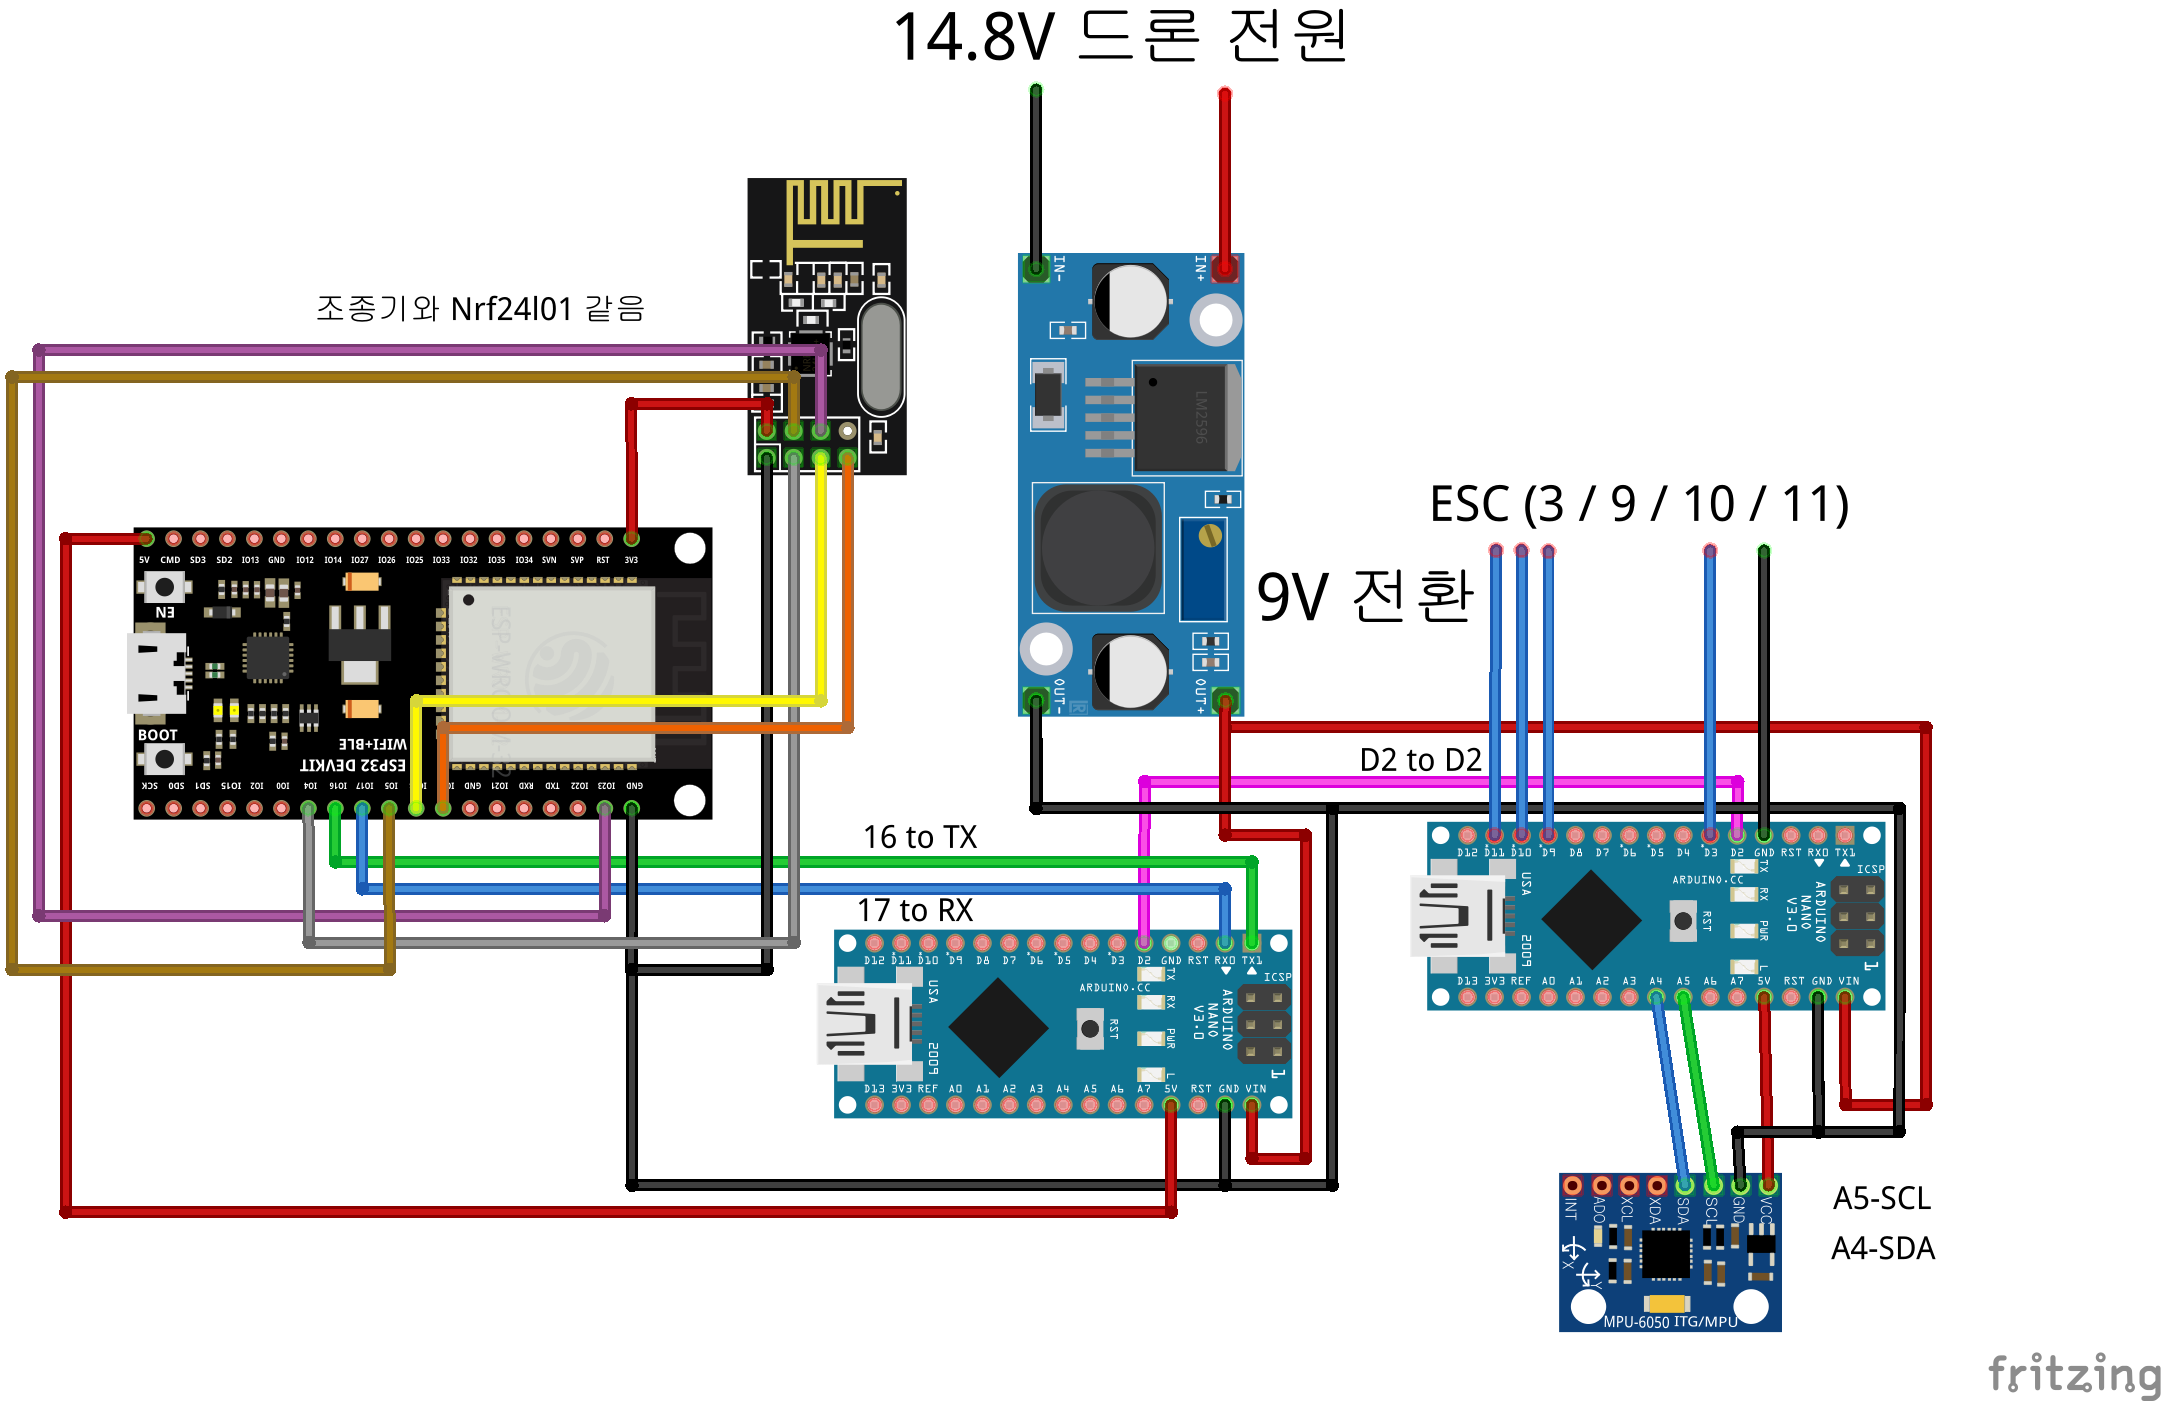 14.8V 드론 전원
조종기와 Nrf24l01 같음
IN-
IN+
LM2596
OUT-
OUT+
ESC (3 / 9 / 10 / 11)
9V 전환
D2 to D2
5V CMD SD3 SD2 IO13 GND IO12 IO14 IO27 IO26 IO25 IO33 IO32 IO35 IO34 SVN SVP RST 3V3
EN
BOOT
WIFI+BLE
ESP32 DEVKIT
SCK SD0 SD1 IO15 IO2 IO0 IO4 IO16 IO17 IO5 GND IO21 RXD TXD IO22 IO23 GND
16 to TX
17 to RX
D12 D11 D10 D9 D8 D7 D6 D5 D4 D3 D2 GND RST RX0 TX1
ICSP
ARDUINO.CC
USA
TX
RX
PWR
L
RST
ARDUINO
NANO
V3.0
2009
1
D13 3V3 REF A0 A1 A2 A3 A4 A5 A6 A7 5V RST GND VIN
D12 D11 D10 D9 D8 D7 D6 D5 D4 D3 D2 GND RST RX0 TX1
ICSP
ARDUINO.CC
USA
TX
RX
PWR
L
RST
ARDUINO
NANO
V3.0
2009
1
D13 3V3 REF A0 A1 A2 A3 A4 A5 A6 A7 5V RST GND VIN
INT ADO XCL XDA SDA SCL GND VCC
X
Y
MPU-6050 ITG/MPU
A5-SCL
A4-SDA
fritzing